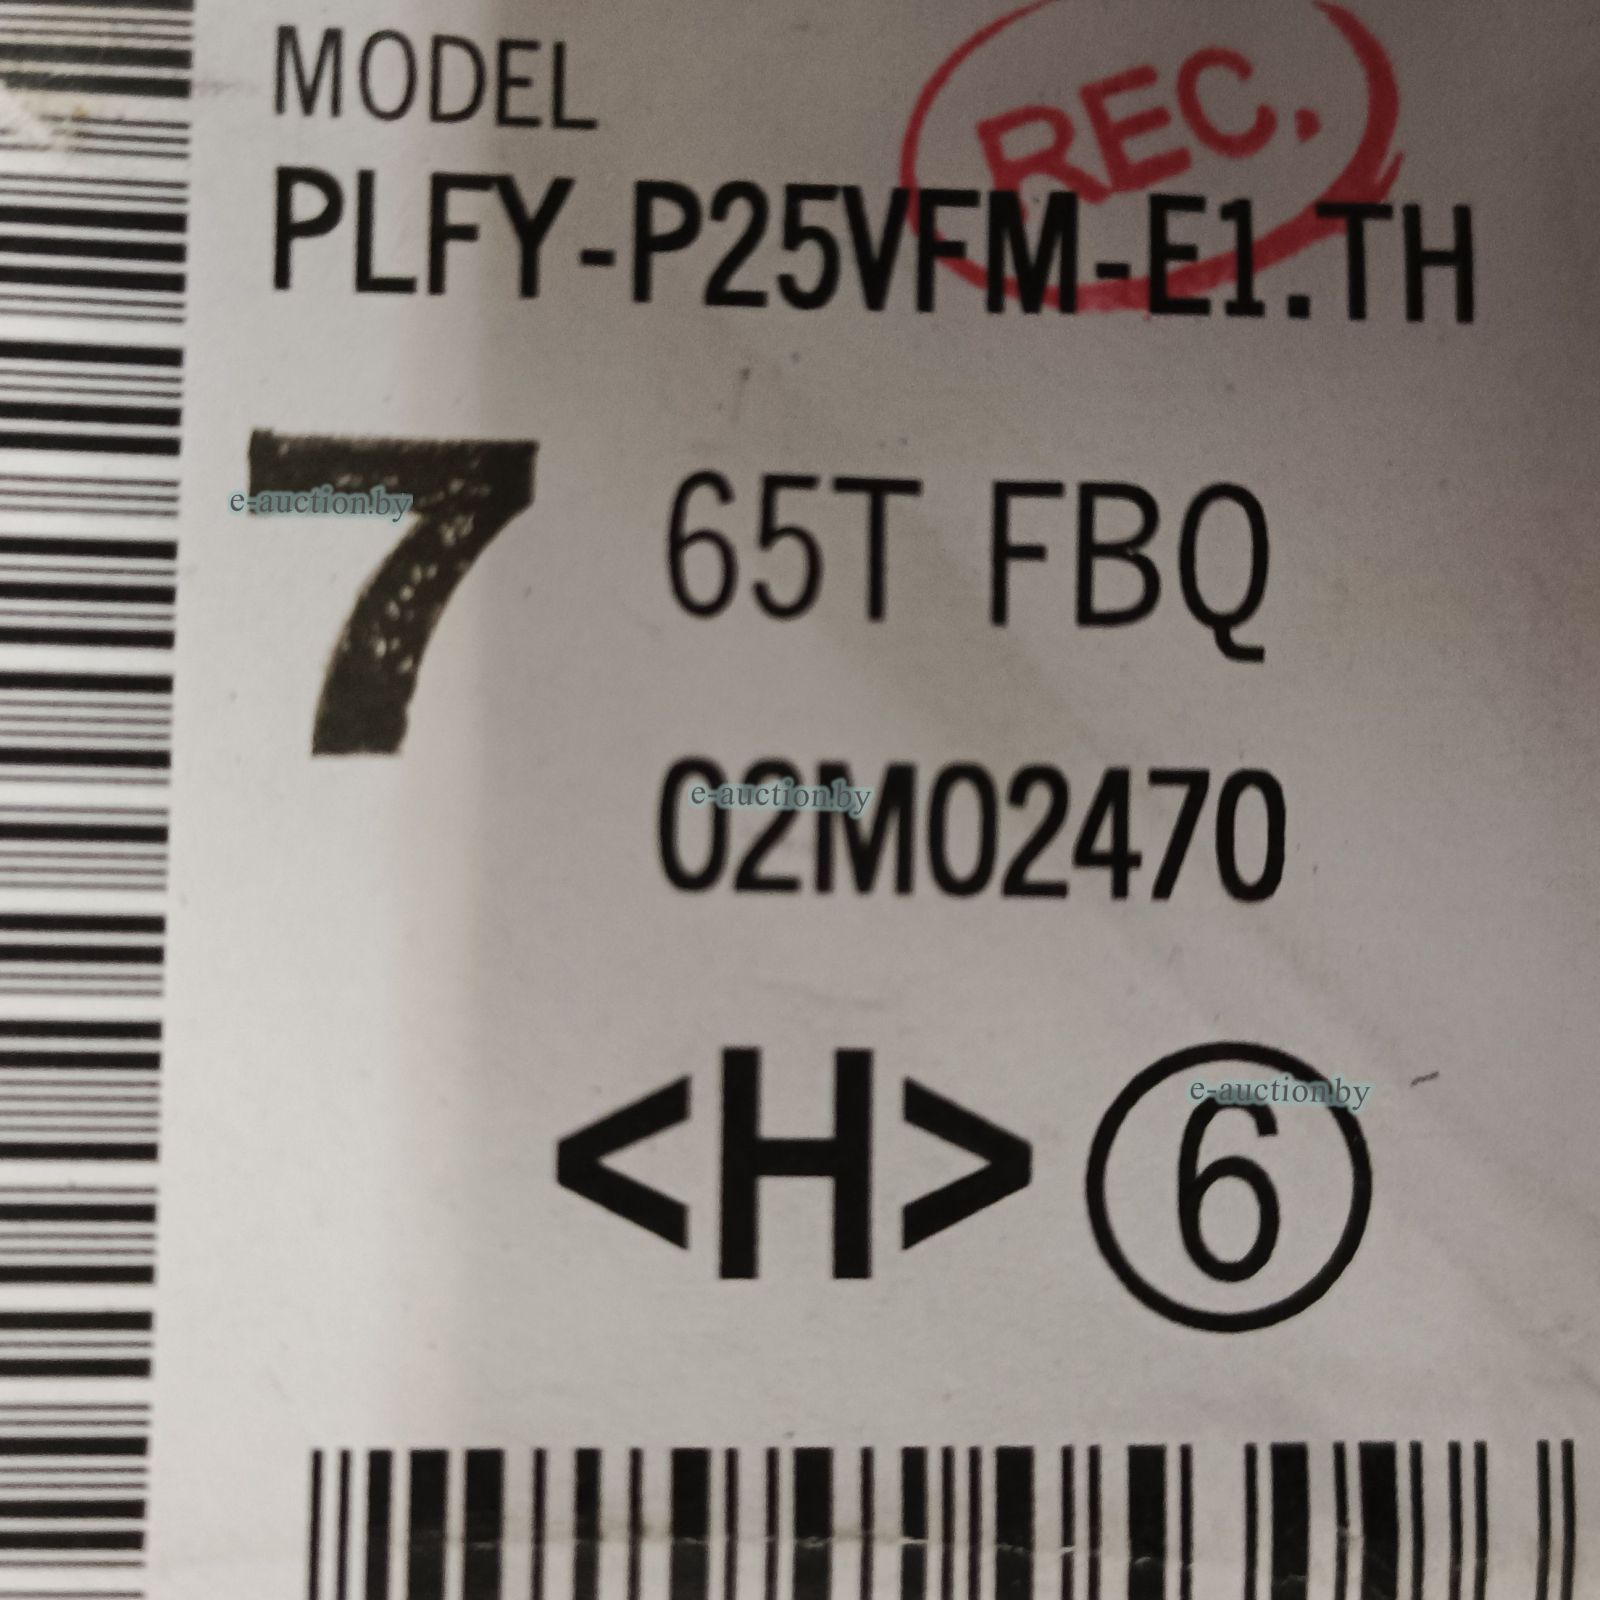 REC.
MODEL
PLFY-P25VFM-E1.TH
7
65T FBQ
e-auction.by
02M02470
e-auction.by
<H> 6
e-auction.by